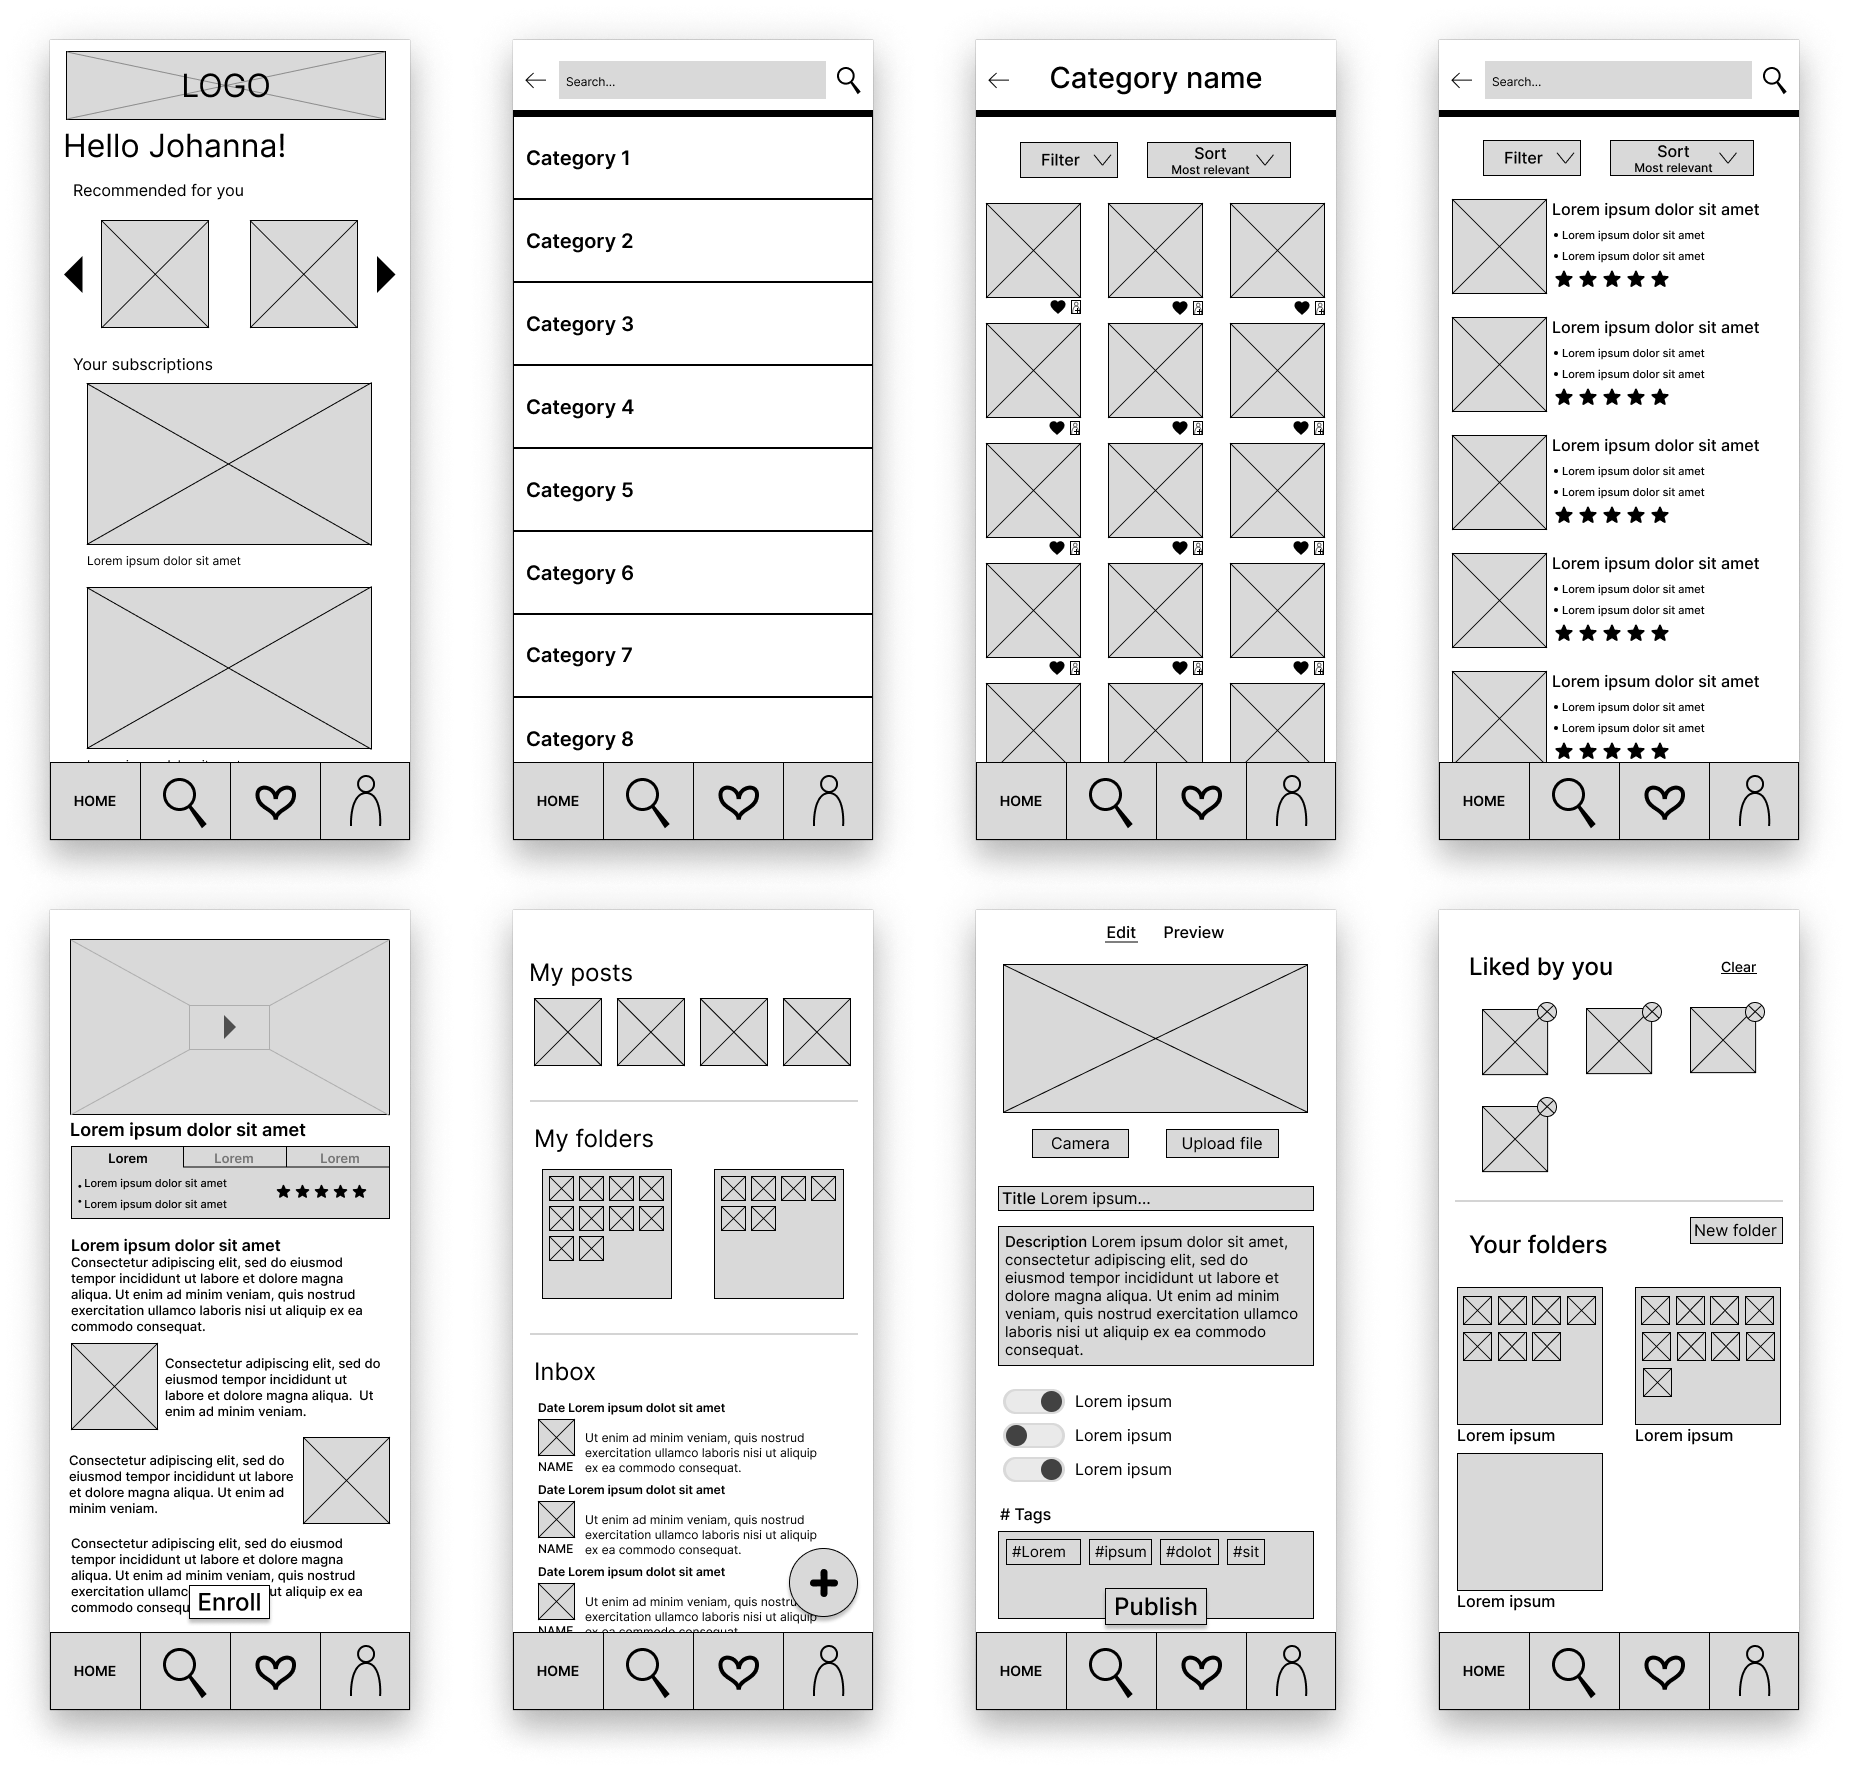 LOGO
Hello Johanna!
Recommended for you
Your subscriptions
Lorem ipsum dolor sit amet
HOME
Search...
Category 1
Category 2
Category 3
Category 4
Category 5
Category 6
Category 7
Category 8
HOME
Category name
Filter
Sort
Most relevant
HOME
Search...
Filter
Sort
Most relevant
Lorem ipsum dolor sit amet
• Lorem ipsum dolor sit amet
• Lorem ipsum dolor sit amet
Lorem ipsum dolor sit amet
• Lorem ipsum dolor sit amet
• Lorem ipsum dolor sit amet
Lorem ipsum dolor sit amet
• Lorem ipsum dolor sit amet
• Lorem ipsum dolor sit amet
Lorem ipsum dolor sit amet
• Lorem ipsum dolor sit amet
• Lorem ipsum dolor sit amet
Lorem ipsum dolor sit amet
• Lorem ipsum dolor sit amet
• Lorem ipsum dolor sit amet
HOME
Lorem ipsum dolor sit amet
Lorem Lorem Lorem
• Lorem ipsum dolor sit amet
• Lorem ipsum dolor sit amet
Lorem ipsum dolor sit amet
Consectetur adipiscing elit, sed do eiusmod
tempor incididunt ut labore et dolore magna
aliqua. Ut enim ad minim veniam, quis nostrud
exercitation ullamco laboris nisi ut aliquip ex ea
commodo consequat.
Consectetur adipiscing elit, sed do
eiusmod tempor incididunt ut
labore et dolore magna aliqua. Ut
enim ad minim veniam.
Consectetur adipiscing elit, sed do
eiusmod tempor incididunt ut labore
et dolore magna aliqua. Ut enim ad
minim veniam.
Consectetur adipiscing elit, sed do eiusmod
tempor incididunt ut labore et dolore magna
aliqua. Ut enim ad minim veniam, quis nostrud
exercitation ullamc ut aliquip ex ea
commodo consequ
Enroll
HOME
My posts
My folders
Inbox
Date Lorem ipsum dolot sit amet
Ut enim ad minim veniam, quis nostrud
exercitation ullamco laboris nisi ut aliquip
ex ea commodo consequat.
NAME
Date Lorem ipsum dolot sit amet
Ut enim ad minim veniam, quis nostrud
exercitation ullamco laboris nisi ut aliquip
ex ea commodo consequat.
NAME
Date Lorem ipsum dolot sit amet
Ut enim ad minim veniam, quis nostru
exercitation ullamco laboris nisi ut aliquip
ex ea commodo consequat.
NAME
HOME
Edit Preview
Camera Upload file
Title Lorem ipsum...
Description Lorem ipsum dolor sit amet,
consectetur adipiscing elit, sed do
eiusmod tempor incididunt ut labore et
dolore magna aliqua. Ut enim ad minim
veniam, quis nostrud exercitation ullamco
laboris nisi ut aliquip ex ea commodo
consequat.
Lorem ipsum
Lorem ipsum
Lorem ipsum
# Tags
#Lorem #ipsum #dolot #sit
Publish
HOME
Liked by you
Clear
New folder
Your folders
Lorem ipsum
Lorem ipsum
Lorem ipsum
HOME